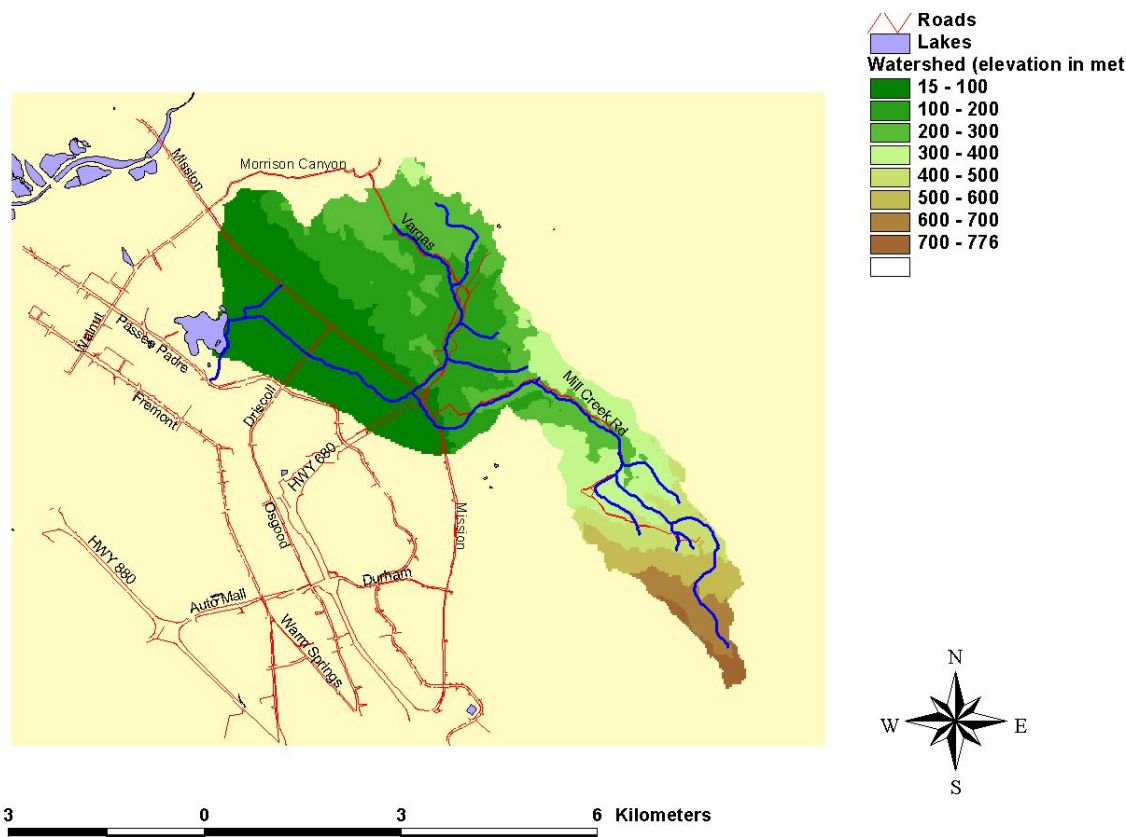 Roads
Lakes
Watershed (elevation in met
15 - 100
100 - 200
200 - 300
300 - 400
400 - 500
500 - 600
600 - 700
700 - 776
Mission
Morrison Canyon
Vargas
Walnut
Passeo Padre
Fremont
Driscoll
Mill Creek Rd
HWY 680
Osgood
Mission
HWY 880
Auto Mall
Durham
Warm Springs
N
W E
S
3 0 3 6 Kilometers